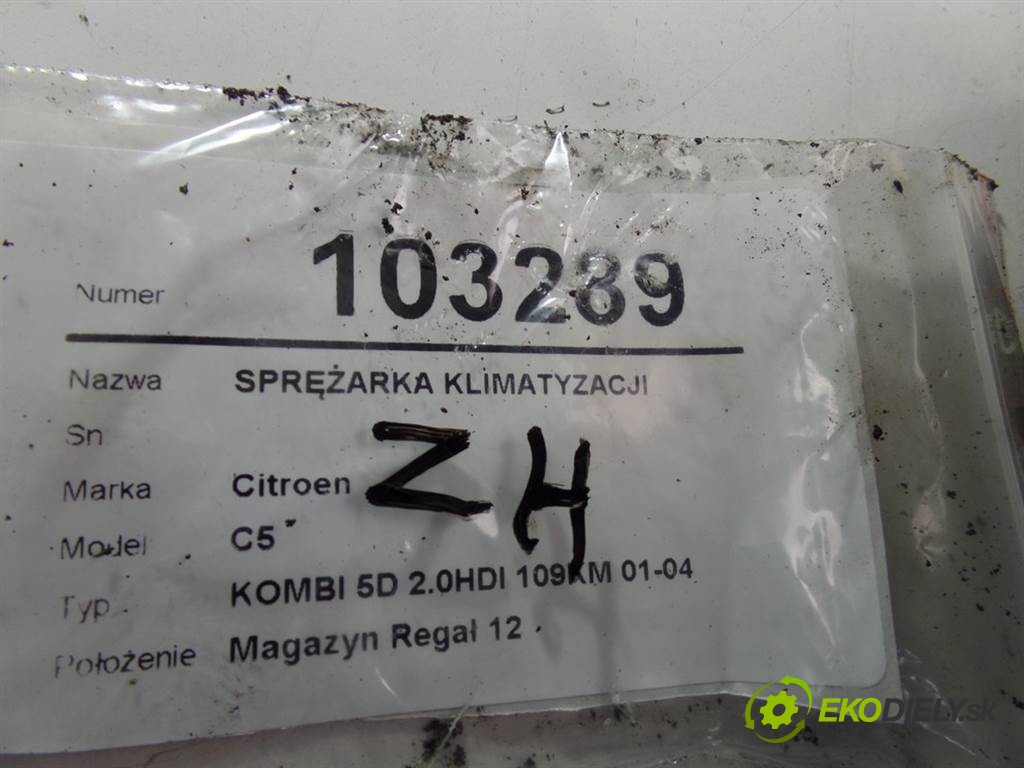 Numer 103289
Nazwa SPRĘŻARKA KLIMATYZACJI
Sn
Marka Citroen
ZH
Model C5
Typ KOMBI 5D 2.0HDI 109KM 01-04
Położenie Magazyn Regał 12
EKODIELY.sk